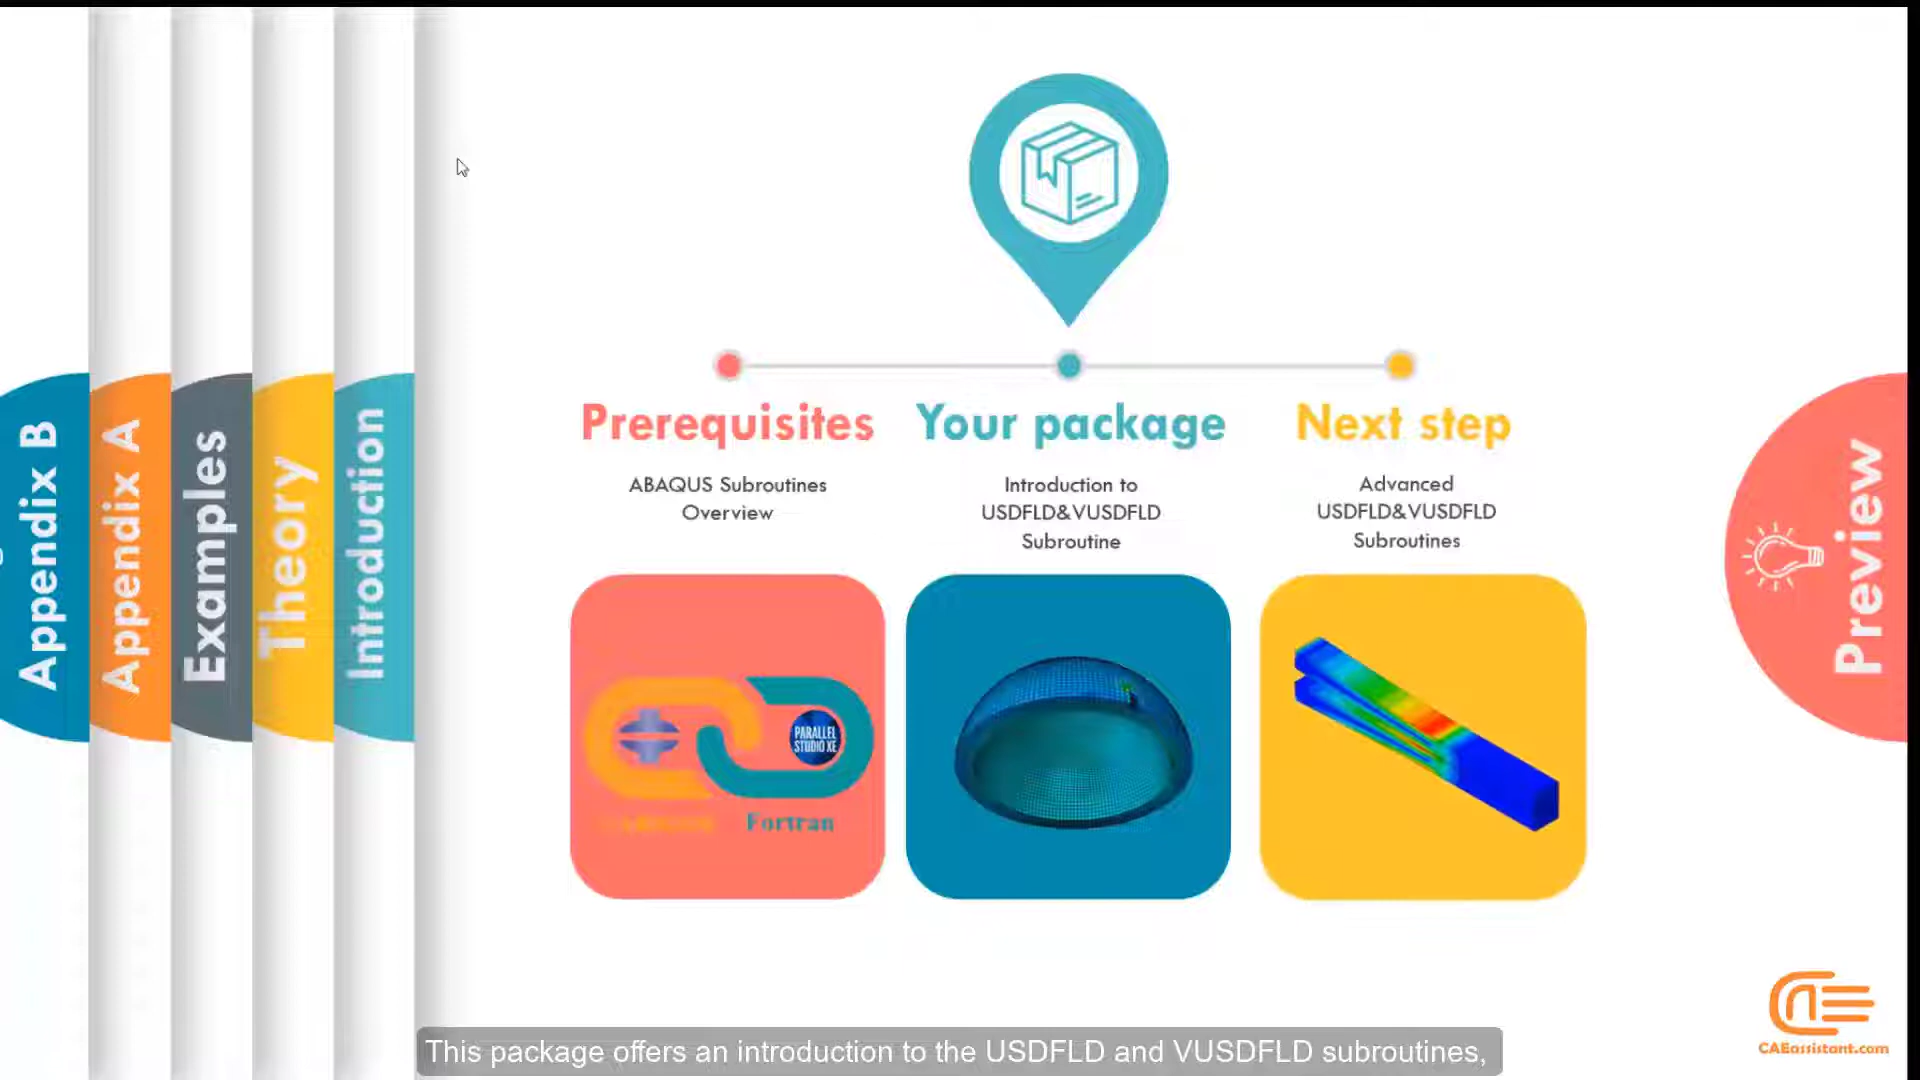 Appendix B
Appendix A
Examples
Theory
Introduction
Prerequisites
ABAQUS Subroutines
Overview
PARALLEL
STUDIO XE
Fortran
Your package
Introduction to
USDFLD&VUSDFLD
Subroutine
Next step
Advanced
USDFLD&VUSDFLD
Subroutines
Preview
CAEassistant.com
This package offers an introduction to the USDFLD and VUSDFLD subroutines,